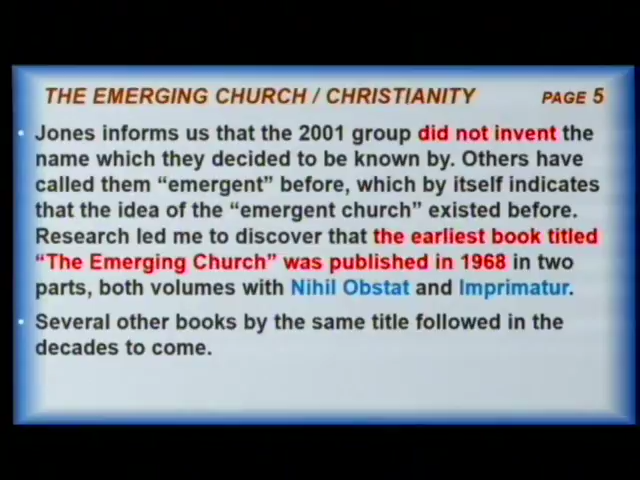 THE EMERGING CHURCH / CHRISTIANITY PAGE 5
• Jones informs us that the 2001 group did not invent the
name which they decided to be known by. Others have
called them “emergent” before, which by itself indicates
that the idea of the “emergent church” existed before.
Research led me to discover that the earliest book titled
“The Emerging Church” was published in 1968 in two
parts, both volumes with Nihil Obstat and Imprimatur.
• Several other books by the same title followed in the
decades to come.